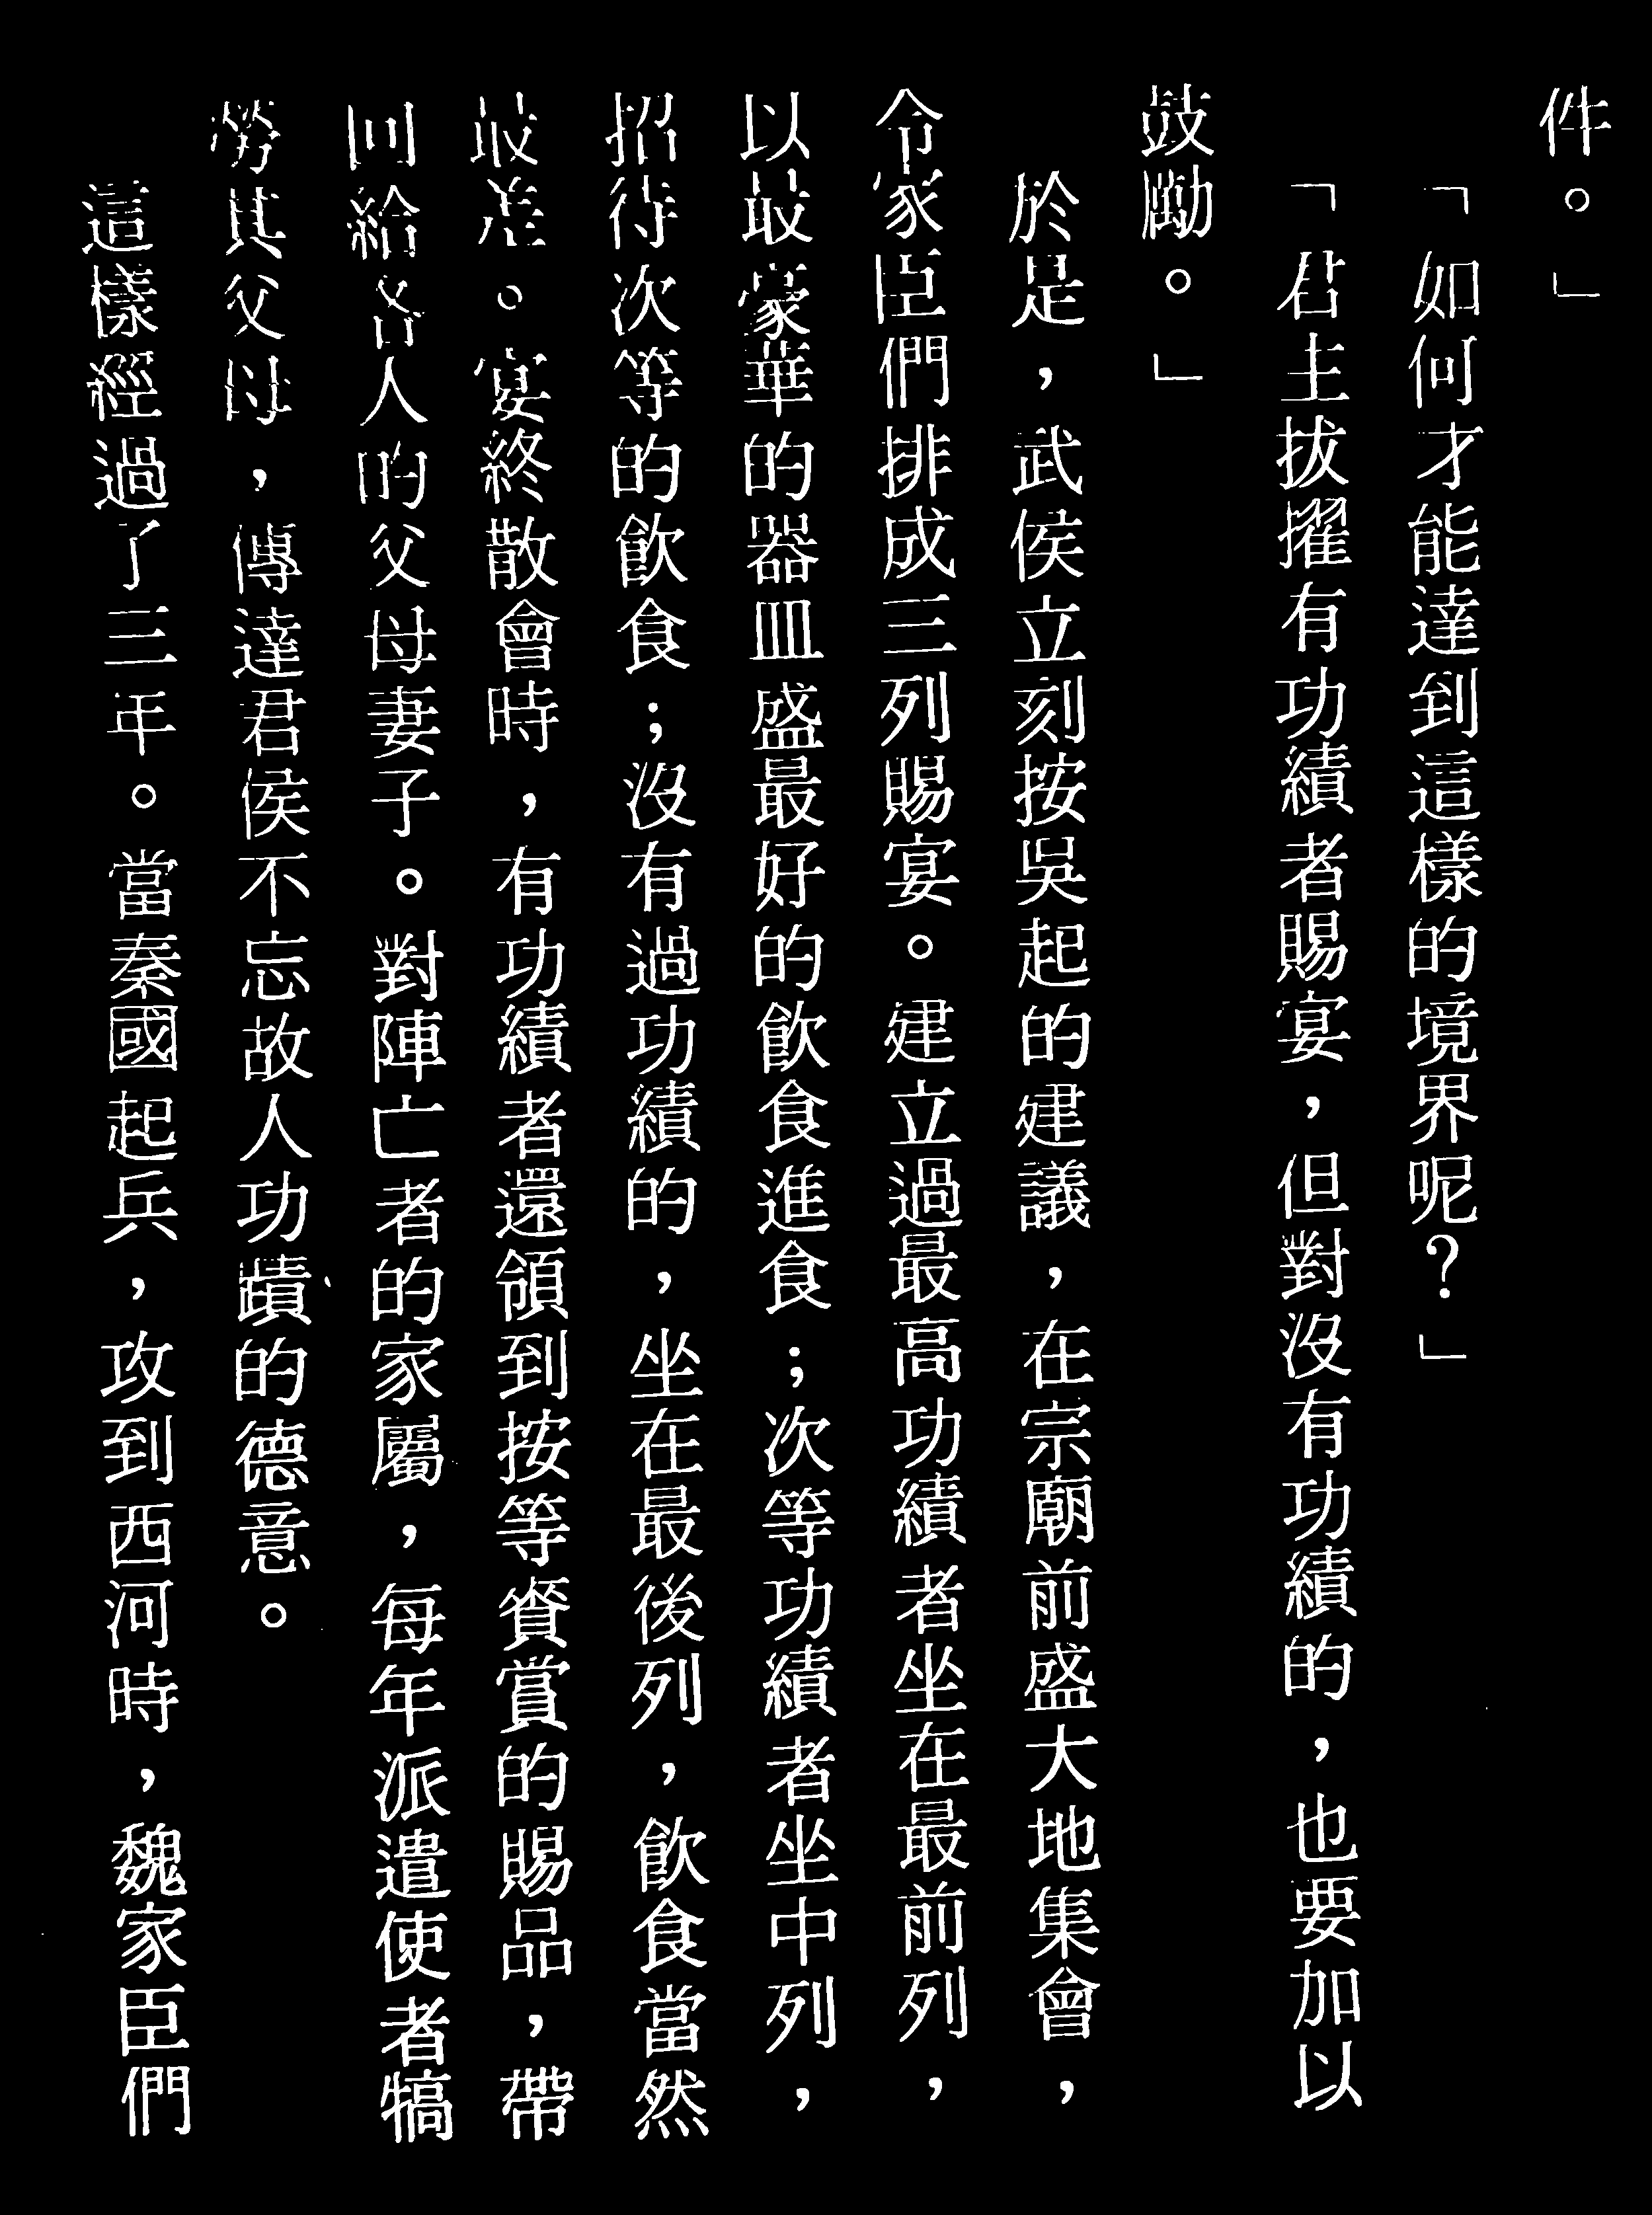 件。」
「如何才能達到這樣的境界呢？」
「君主拔擢有功績者賜宴，但對沒有功績的，也要加以
鼓勵。」
於是，武侯立刻按吳起的建議，在宗廟前盛大地集會，
令家臣們排成三列賜宴。建立過最高功績者坐在最前列，
以最豪華的器皿盛最好的飲食進食；次等功績者坐中列，
招待次等的飲食；沒有過功績的，坐在最後列，飲食當然
最差。宴終散會時，有功績者還領到按等賚賞的賜品，帶
回給各人的父母妻子。對陣亡者的家屬，每年派遣使者犒
勞其父母，傳達君侯不忘故人功蹟的德意。
這樣經過了三年。當秦國起兵，攻到西河時，魏家臣們